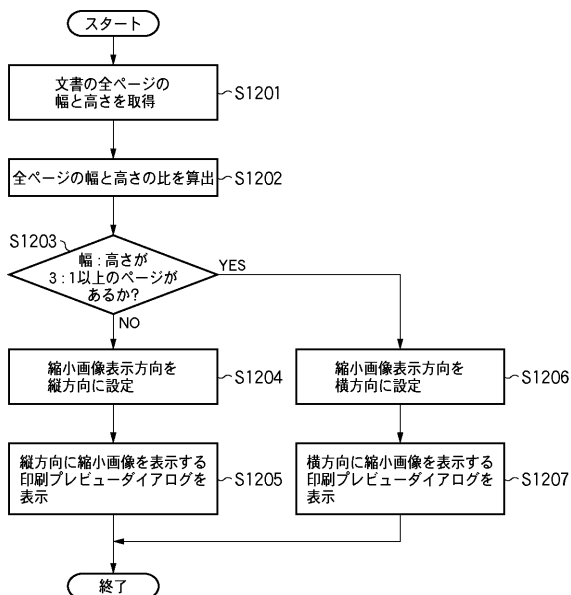 スタート
文書の全ページの
幅と高さを取得
S1201
全ページの幅と高さの比を算出
S1202
S1203
幅：高さが
3：1以上のページが
あるか?
YES
NO
縮小画像表示方向を
縦方向に設定
S1204
縮小画像表示方向を
横方向に設定
S1206
縦方向に縮小画像を表示する
印刷プレビューダイアログを
表示
S1205
横方向に縮小画像を表示する
印刷プレビューダイアログを
表示
S1207
終了